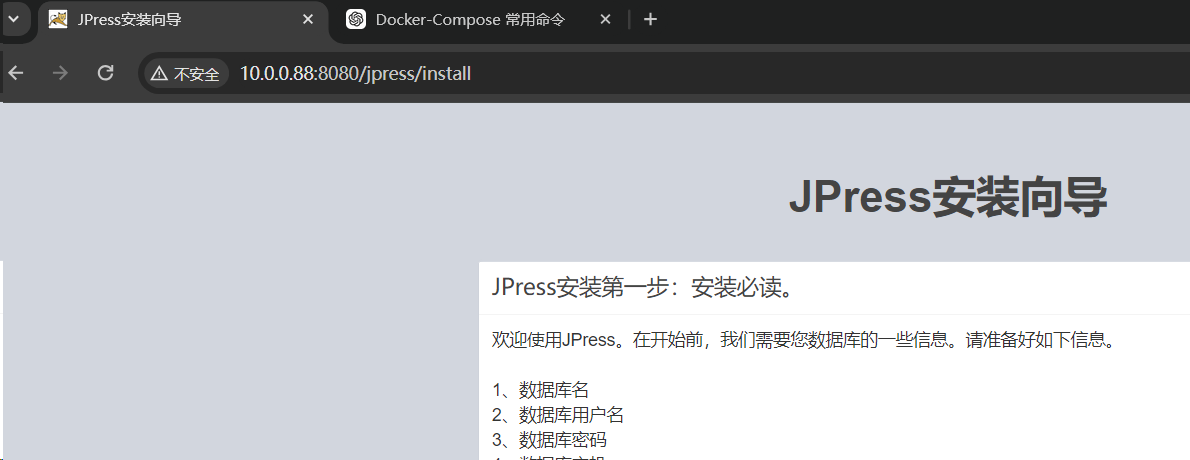 JPress安装向导
Docker-Compose 常用命令
不安全 10.0.0.88:8080/jpress/install
JPress安装向导
JPress安装第一步：安装必读。
欢迎使用JPress。在开始前，我们需要您数据库的一些信息。请准备好如下信息。
1、数据库名
2、数据库用户名
3、数据库密码